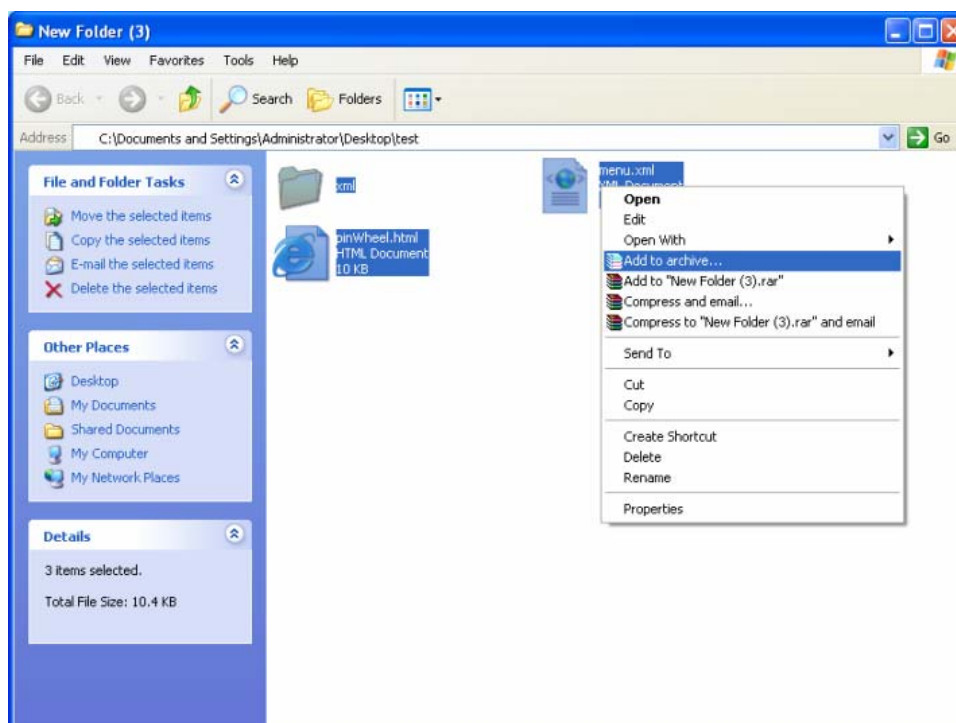 New Folder (3)
File Edit View Favorites Tools Help
Back Search Folders
Address C:\Documents and Settings\Administrator\Desktop\test Go
File and Folder Tasks
Move the selected items
Copy the selected items
E-mail the selected items
Delete the selected items
Other Places
Desktop
My Documents
Shared Documents
My Computer
My Network Places
Details
3 items selected.
Total File Size: 10.4 KB
xml
pinWheel.html
HTML Document
10 KB
menu.xml
XML Document
Open
Edit
Open With
Add to archive...
Add to "New Folder (3).rar"
Compress and email...
Compress to "New Folder (3).rar" and email
Send To
Cut
Copy
Create Shortcut
Delete
Rename
Properties